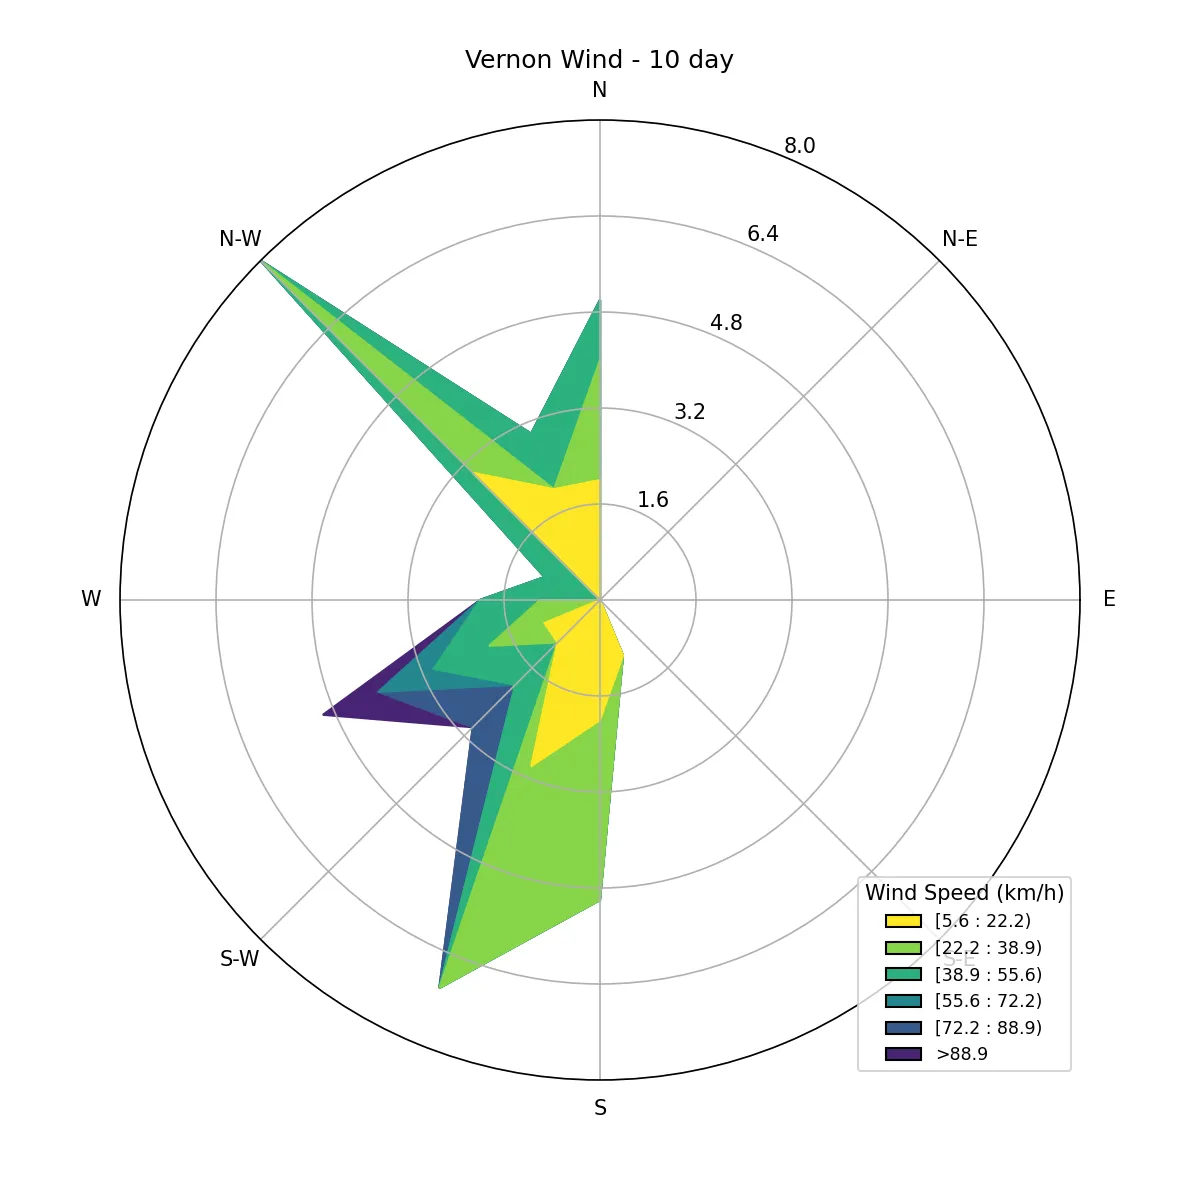 Vernon Wind - 10 day
N
8.0
N-W
6.4
N-E
4.8
3.2
1.6
W
E
Wind Speed (km/h)
[5.6 : 22.2)
[22.2 : 38.9)
S-W
S-E
[38.9 : 55.6)
[55.6 : 72.2)
[72.2 : 88.9)
>88.9
S